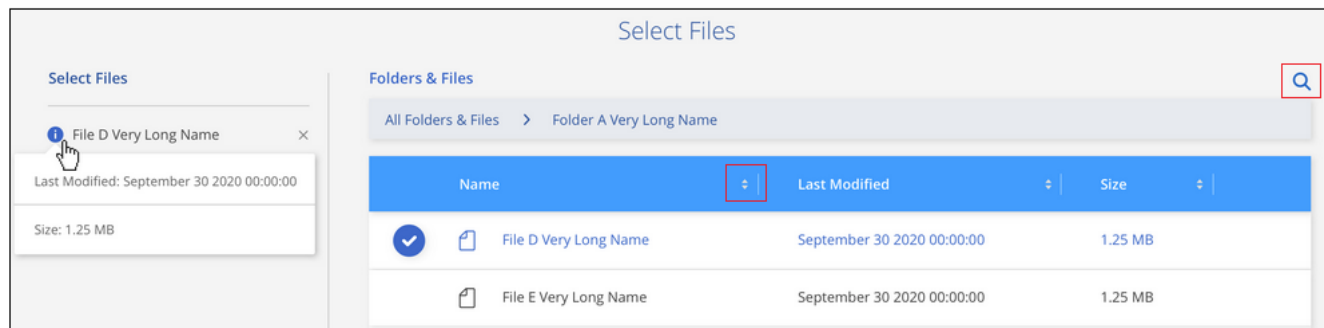 Select Files
Select Files
File D Very Long Name
Last Modified: September 30 2020 00:00:00
Size: 1.25 MB
Folders & Files
All Folders & Files > Folder A Very Long Name
Name Last Modified Size
File D Very Long Name September 30 2020 00:00:00 1.25 MB
File E Very Long Name September 30 2020 00:00:00 1.25 MB